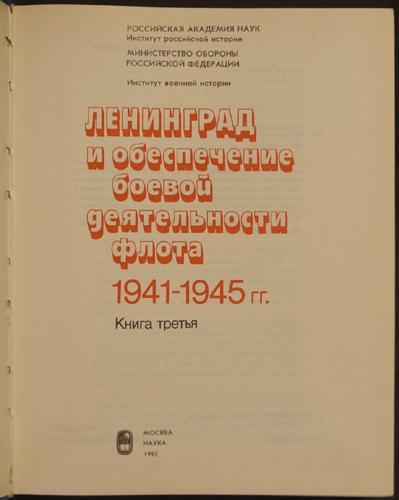 РОССИЙСКАЯ АКАДЕМИЯ НАУК
Институт российской истории
МИНИСТЕРСТВО ОБОРОНЫ
РОССИЙСКОЙ ФЕДЕРАЦИИ
Институт военной истории
ЛЕНИНГРАД
и обеспечение
боевой
деятельности
флота
1941-1945 гг.
Книга третья
МОСКВА
НАУКА
1992